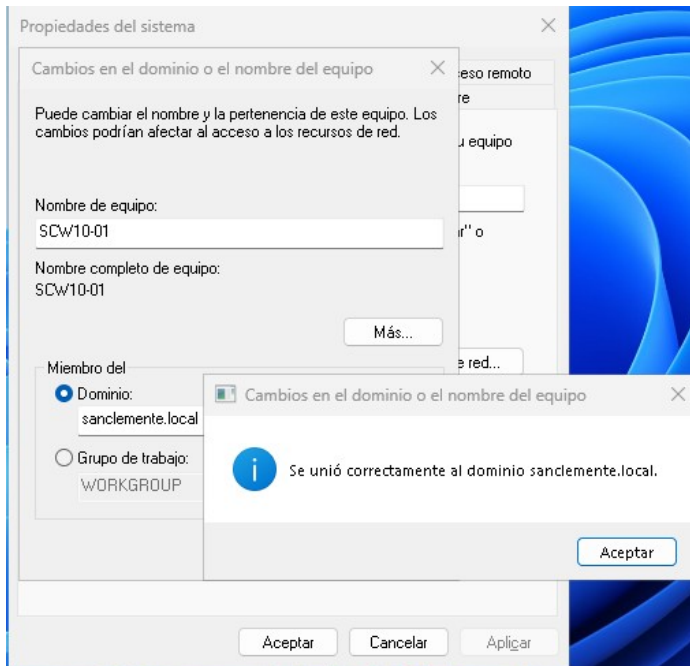 Propiedades del sistema
Cambios en el dominio o el nombre del equipo
eso remoto
re
Puede cambiar el nombre y la pertenencia de este equipo. Los
cambios podrían afectar al acceso a los recursos de red.
u equipo
Nombre de equipo:
SCW10-01
r" o
Nombre completo de equipo:
SCW10-01
Más...
e red...
Miembro del
Dominio:
sanclemente.local
Grupo de trabajo:
WORKGROUP
Cambios en el dominio o el nombre del equipo
Se unió correctamente al dominio sanclemente.local.
Aceptar
Aceptar
Cancelar
Aplicar